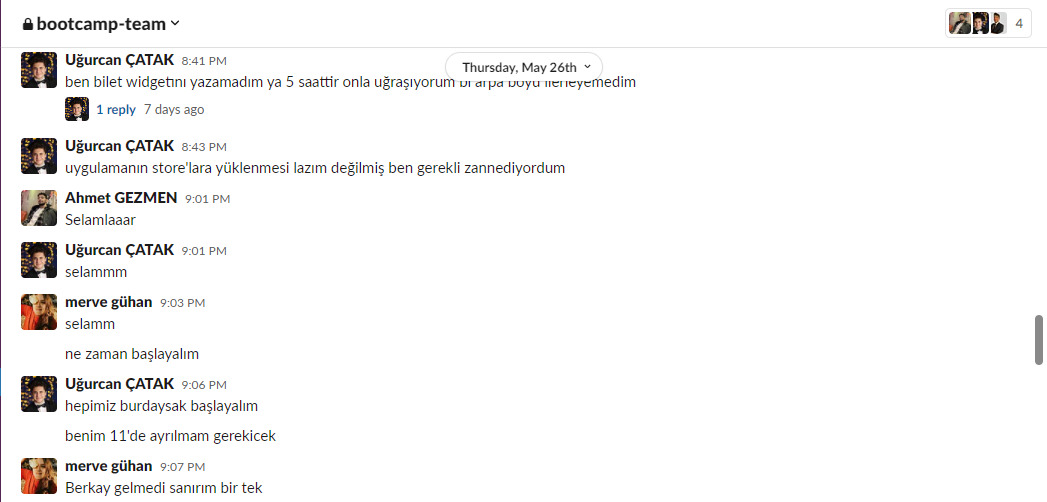 bootcamp-team
4
Thursday, May 26th
Uğurcan ÇATAK 8:41 PM
ben bilet widgetını yazamadım ya 5 saattir onla uğraşıyorum bi arpa boyu ilerleyemedim
1 reply 7 days ago
Uğurcan ÇATAK 8:43 PM
uygulamanın store'lara yüklenmesi lazım değilmiş ben gerekli zannediyordum
Ahmet GEZMEN 9:01 PM
Selamlaaar
Uğurcan ÇATAK 9:01 PM
selammm
merve gühan 9:03 PM
selamm
ne zaman başlayalım
Uğurcan ÇATAK 9:06 PM
hepimiz burdaysak başlayalım
benim 11'de ayrılmam gerekicek
merve gühan 9:07 PM
Berkay gelmedi sanırım bir tek